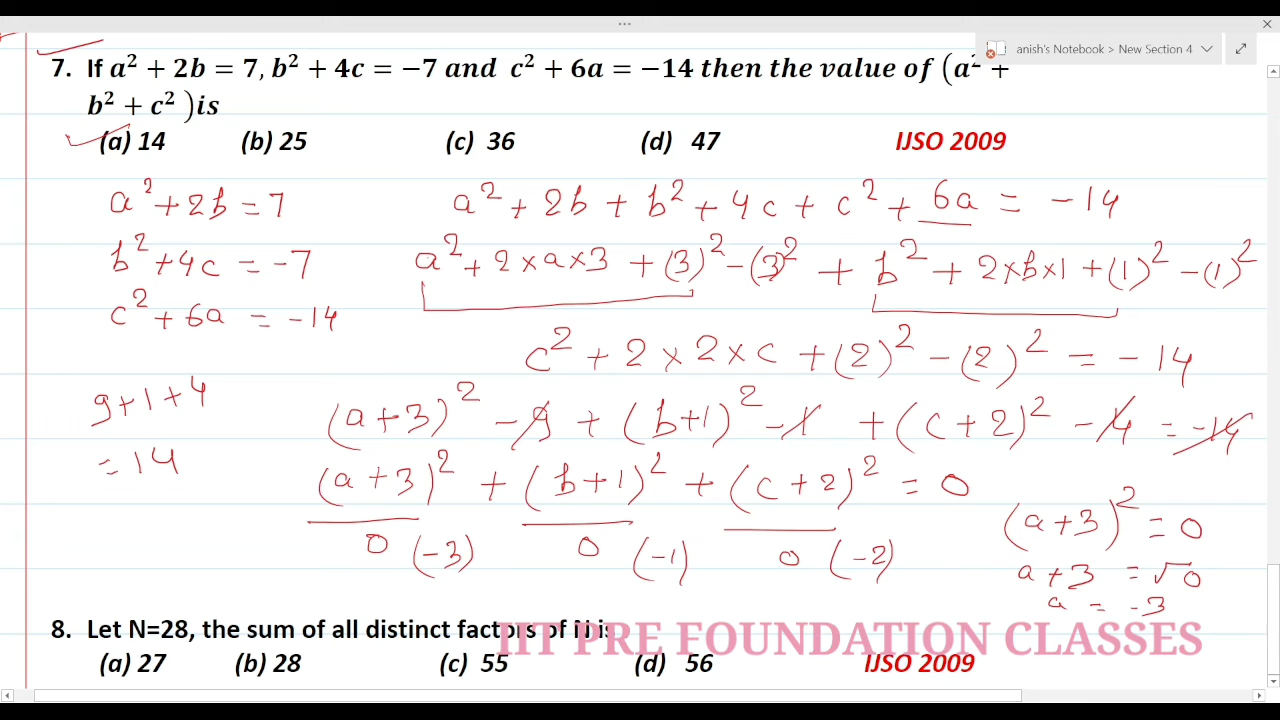 anish's Notebook > New Section 4
7. If a² + 2b = 7, b² + 4c = −7 and c² + 6a = −14 then the value of (a² +
b² + c² ) is
(a) 14 (b) 25 (c) 36 (d) 47 IJSO 2009
a² + 2b = 7
a² + 2b + b² + 4c + c² + 6a = −14
b² + 4c = −7
a² + 2×a×3 + (3)² − (3)² + b² + 2×b×1 + (1)² − (1)²
c² + 6a = −14
c² + 2×2×c + (2)² − (2)² = −14
9+1+4
= 14
(a+3)² − 9 + (b+1)² − 1 + (c+2)² − 4 = −14
(a+3)² + (b+1)² + (c+2)² = 0
0 (−3) 0 (−1) 0 (−2)
(a+3)² = 0
a+3 = √0
a = −3
8. Let N=28, the sum of all distinct factors of is
IIT PRE FOUNDATION CLASSES
(a) 27 (b) 28 (c) 55 (d) 56 IJSO 2009